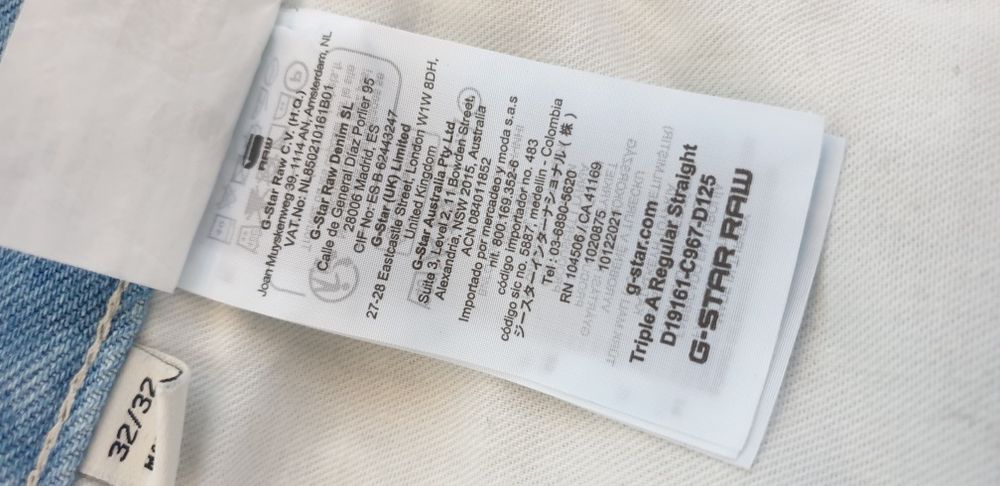 RAW
G-Star Raw C.V. (H.Q.)
Joan Muyskenweg 39, 1114 AN, Amsterdam, NL
VAT No: NL860210161B01
G-Star Raw Denim SL
Calle de General Díaz Porlier 95
28006 Madrid, ES
CIF No: ES B-62443247
G-Star (UK) Limited
27-28 Eastcastle Street, London W1W 8DH,
United Kingdom
G-Star Australia Pty Ltd.
Suite 3, Level 2, 11 Bowden Street,
Alexandria, NSW 2015, Australia
ACN 084011852
Importado por mercadeo y moda s.a.s
nit. 800.169.352-6
código importador no. 483
código sic no. 5887, medellin - Colombia
ジースターインターナショナル ( 株 )
Tel : 03-6890-5620
RN 104506 / CA 41169
1020875
10122021
g-star.com
Triple A Regular Straight
D19161-C967-D125
G-STAR RAW
32/32